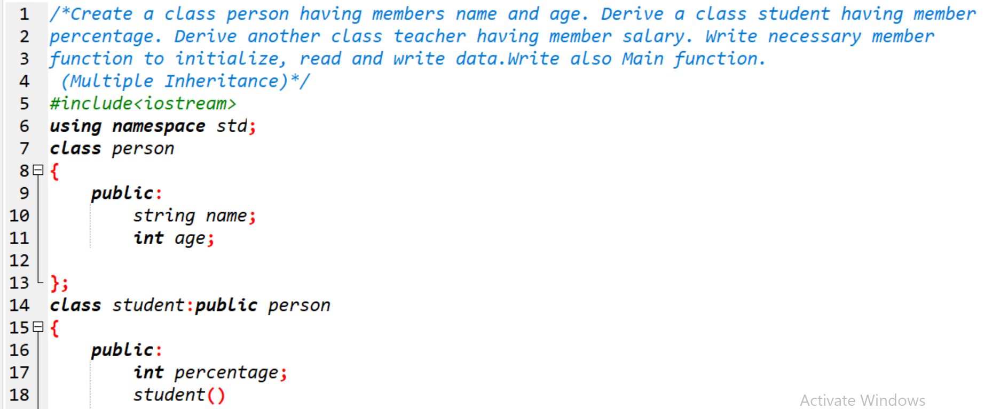 1 /*Create a class person having members name and age. Derive a class student having member
2 percentage. Derive another class teacher having member salary. Write necessary member
3 function to initialize, read and write data.Write also Main function.
4 (Multiple Inheritance)*/
5 #include<iostream>
6 using namespace std;
7 class person
8 {
9 public:
10 string name;
11 int age;
12
13 };
14 class student:public person
15 {
16 public:
17 int percentage;
18 student()
Activate Windows